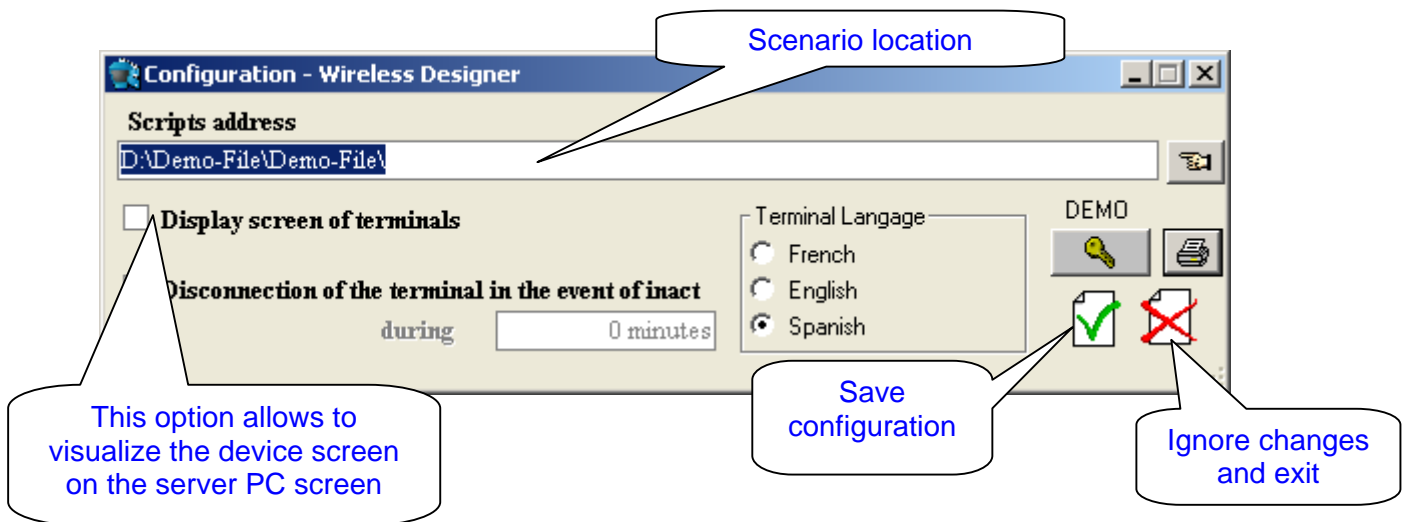 Scenario location
Configuration - Wireless Designer
Scripts address
D:\Demo-File\Demo-File\
Display screen of terminals
Terminal Langage
DEMO
French
Disconnection of the terminal in the event of inact
English
during
0 minutes
Spanish
This option allows to
visualize the device screen
on the server PC screen
Save
configuration
Ignore changes
and exit